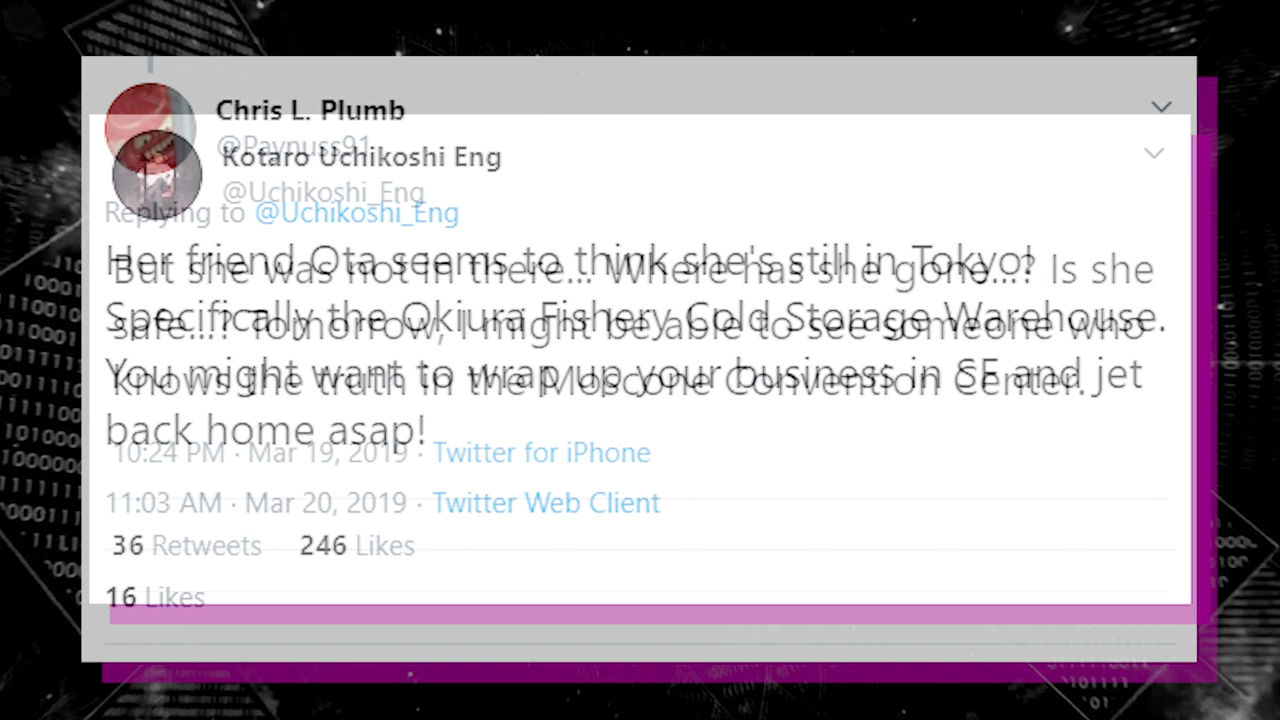 Chris L. Plumb
@Paynuss91
Replying to @Uchikoshi_Eng
Her friend Ota seems to think she's still in Tokyo!
Specifically the Okiura Fishery Cold Storage Warehouse.
You might want to wrap up your business in SF and jet
back home asap!
11:03 AM · Mar 20, 2019 · Twitter Web Client
16 Likes
Kotaro Uchikoshi Eng
@Uchikoshi_Eng
But she was not in there... Where has she gone...? Is she
safe...? Tomorrow, I might be able to see someone who
knows the truth in the Moscone Convention Center.
10:24 PM · Mar 19, 2019 · Twitter for iPhone
36 Retweets 246 Likes